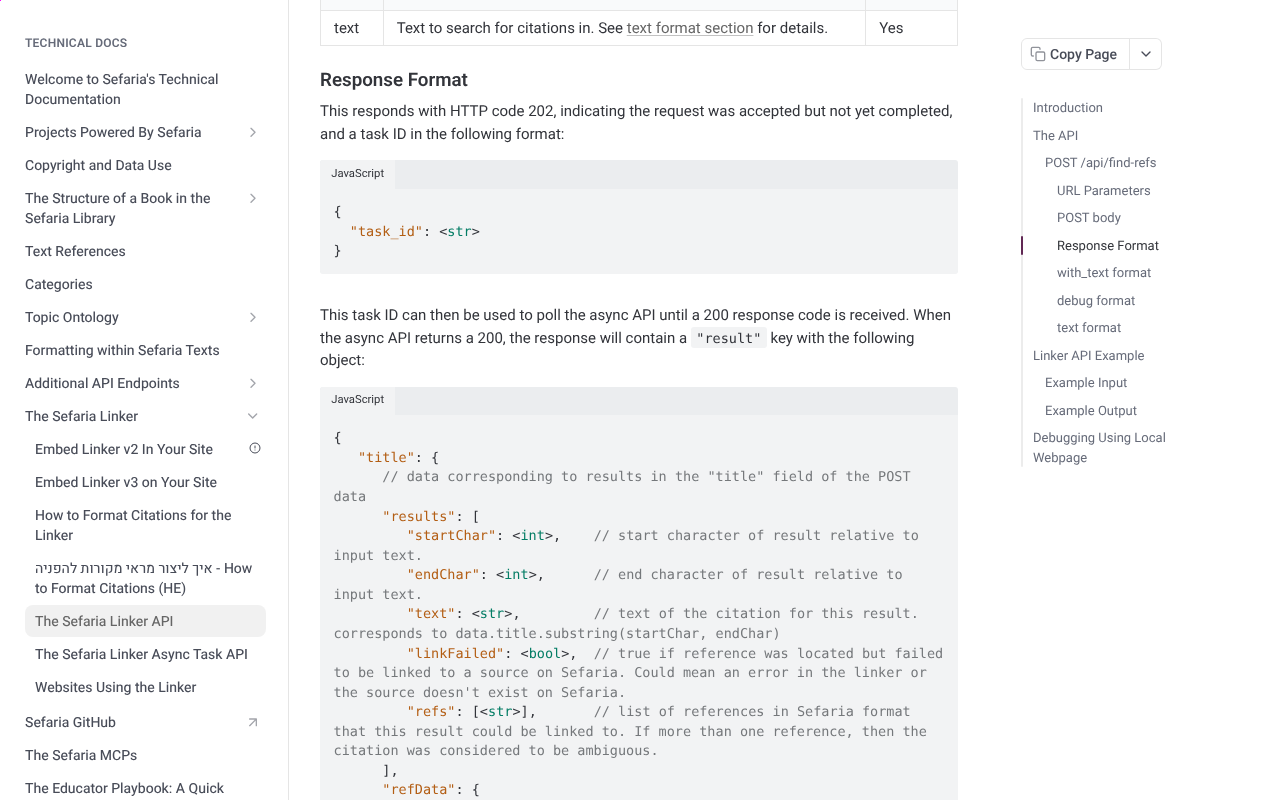 TECHNICAL DOCS
Welcome to Sefaria's Technical
Documentation
Projects Powered By Sefaria
Copyright and Data Use
The Structure of a Book in the
Sefaria Library
Text References
Categories
Topic Ontology
Formatting within Sefaria Texts
Additional API Endpoints
The Sefaria Linker
Embed Linker v2 In Your Site
Embed Linker v3 on Your Site
How to Format Citations for the
Linker
איך ליצור מראי מקורות להפניה - How
to Format Citations (HE)
The Sefaria Linker API
The Sefaria Linker Async Task API
Websites Using the Linker
Sefaria GitHub
The Sefaria MCPs
The Educator Playbook: A Quick
text
Text to search for citations in. See text format section for details.
Yes
Response Format
This responds with HTTP code 202, indicating the request was accepted but not yet completed,
and a task ID in the following format:
JavaScript
{
  "task_id": <str>
}
This task ID can then be used to poll the async API until a 200 response code is received. When
the async API returns a 200, the response will contain a "result" key with the following
object:
JavaScript
{
   "title": {
      // data corresponding to results in the "title" field of the POST
data
      "results": [
         "startChar": <int>,    // start character of result relative to
input text.
         "endChar": <int>,      // end character of result relative to
input text.
         "text": <str>,         // text of the citation for this result.
corresponds to data.title.substring(startChar, endChar)
         "linkFailed": <bool>,  // true if reference was located but failed
to be linked to a source on Sefaria. Could mean an error in the linker or
the source doesn't exist on Sefaria.
         "refs": [<str>],       // list of references in Sefaria format
that this result could be linked to. If more than one reference, then the
citation was considered to be ambiguous.
      ],
      "refData": {
Copy Page
Introduction
The API
POST /api/find-refs
URL Parameters
POST body
Response Format
with_text format
debug format
text format
Linker API Example
Example Input
Example Output
Debugging Using Local
Webpage